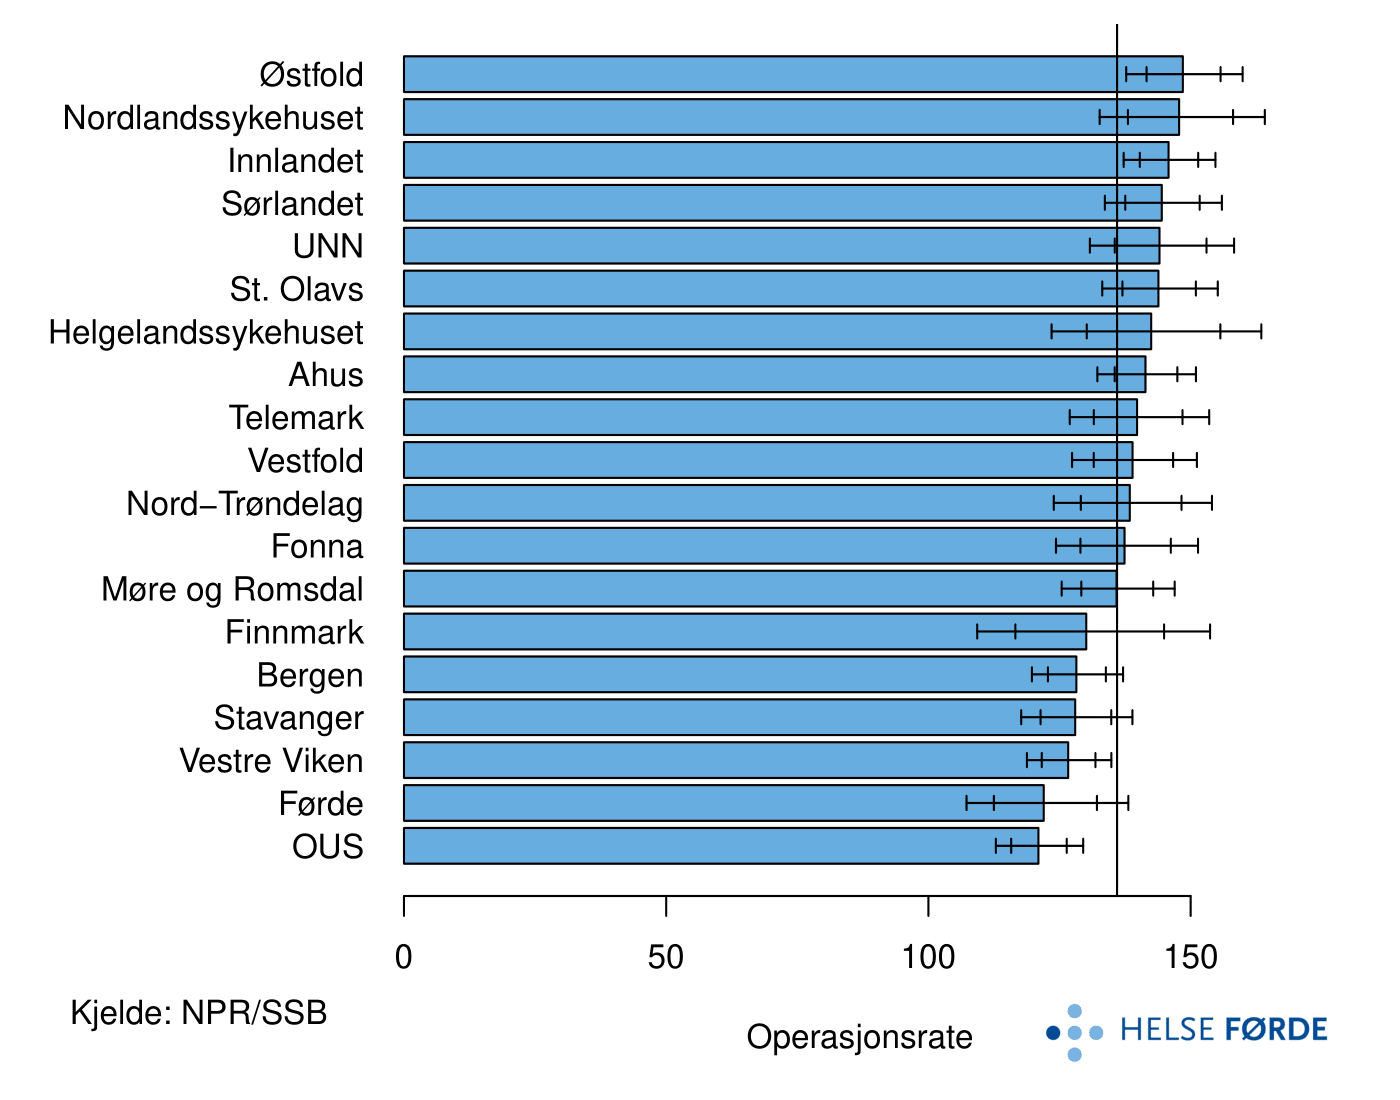 Østfold
Nordlandssykehuset
Innlandet
Sørlandet
UNN
St. Olavs
Helgelandssykehuset
Ahus
Telemark
Vestfold
Nord−Trøndelag
Fonna
Møre og Romsdal
Finnmark
Bergen
Stavanger
Vestre Viken
Førde
OUS
0 50 100 150
Kjelde: NPR/SSB
Operasjonsrate
HELSE FØRDE